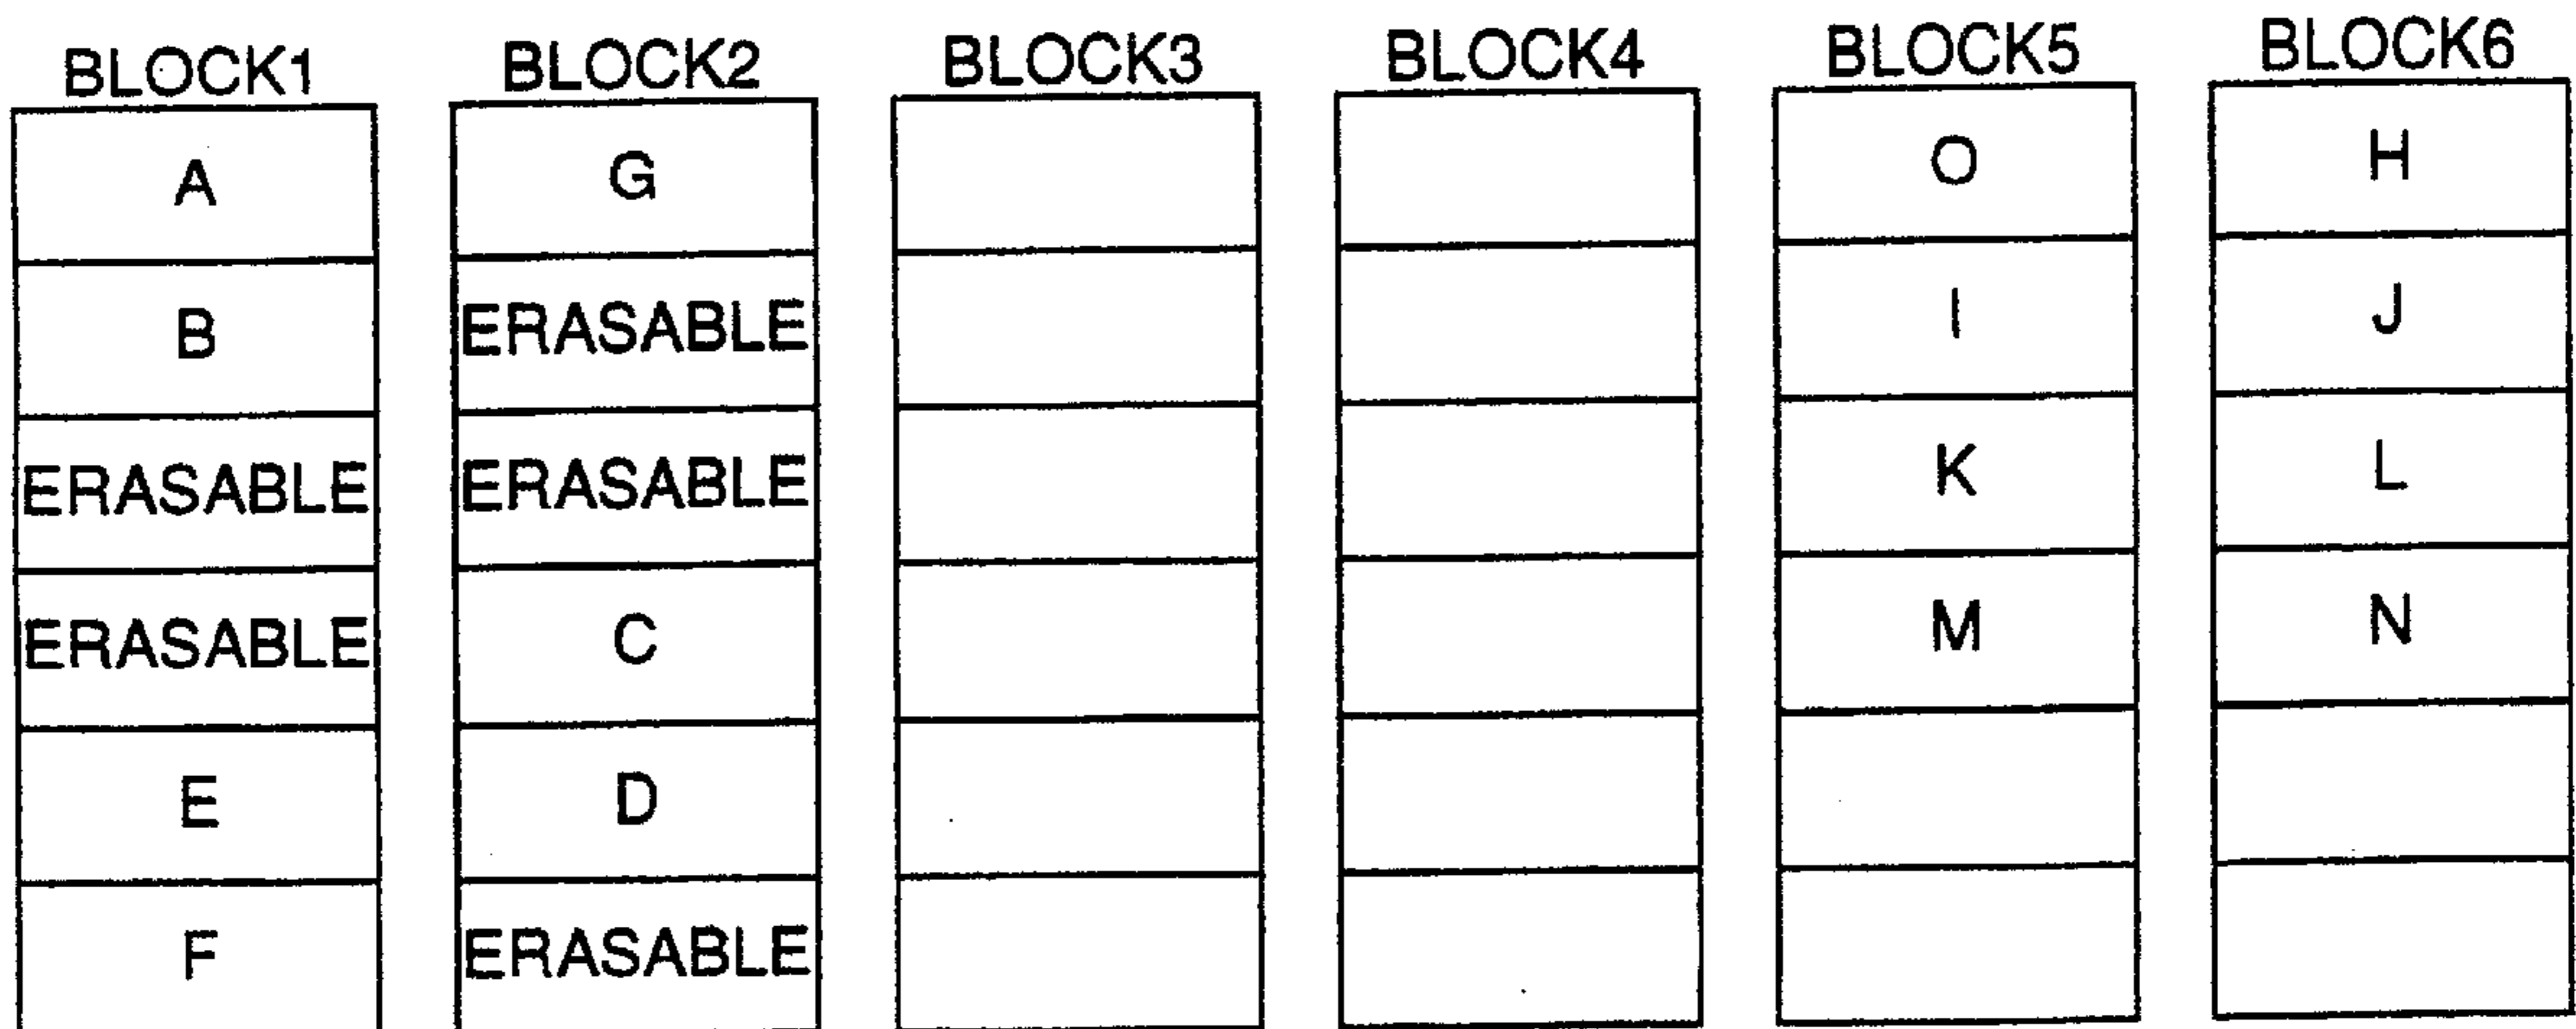 BLOCK1 BLOCK2 BLOCK3 BLOCK4 BLOCK5 BLOCK6
A G O H
B ERASABLE I J
ERASABLE ERASABLE K L
ERASABLE C M N
E D
F ERASABLE